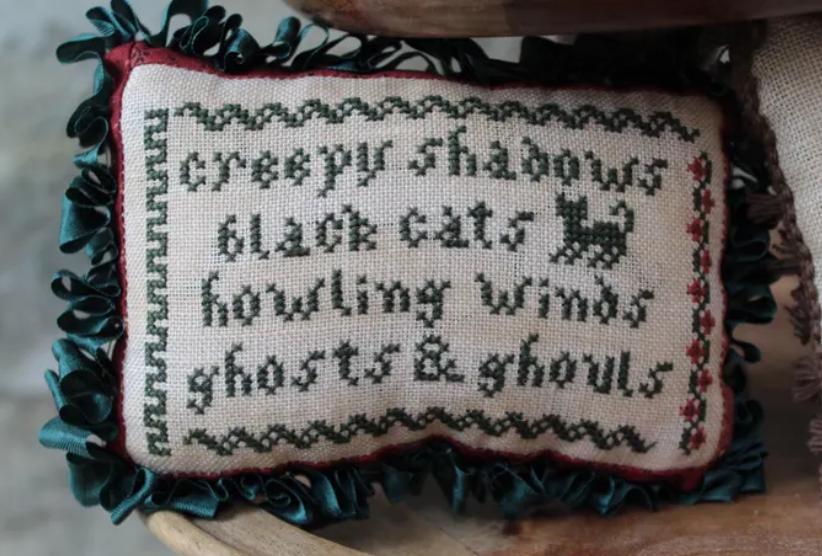 creepy shadows
black cats
howling winds
ghosts & ghouls